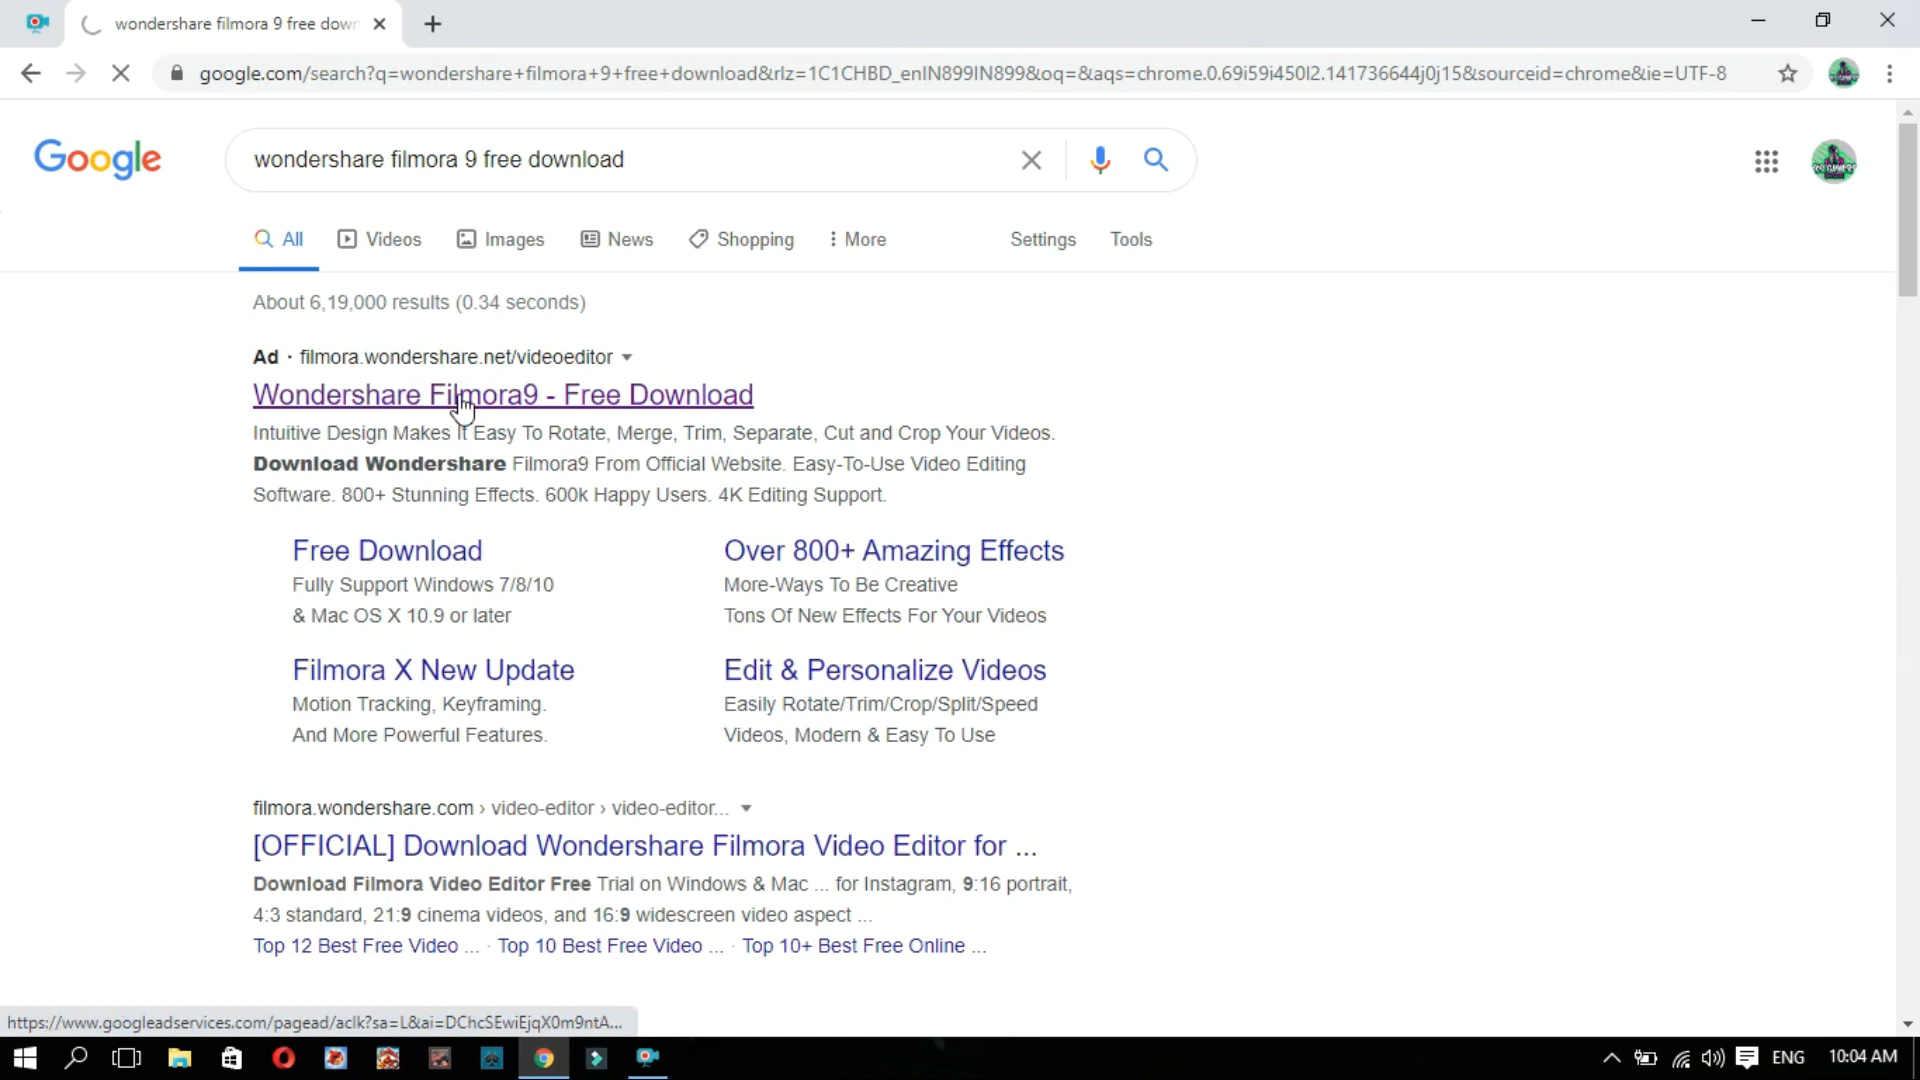 wondershare filmora 9 free down
google.com/search?q=wondershare+filmora+9+free+download&rlz=1C1CHBD_enIN899IN899&oq=&aqs=chrome.0.69i59i450l2.141736644j0j15&sourceid=chrome&ie=UTF-8
Google
wondershare filmora 9 free download
All Videos Images News Shopping More Settings Tools
About 6,19,000 results (0.34 seconds)
Ad · filmora.wondershare.net/videoeditor
Wondershare Filmora9 - Free Download
Intuitive Design Makes It Easy To Rotate, Merge, Trim, Separate, Cut and Crop Your Videos.
Download Wondershare Filmora9 From Official Website. Easy-To-Use Video Editing
Software. 800+ Stunning Effects. 600k Happy Users. 4K Editing Support.
Free Download
Fully Support Windows 7/8/10
& Mac OS X 10.9 or later
Over 800+ Amazing Effects
More-Ways To Be Creative
Tons Of New Effects For Your Videos
Filmora X New Update
Motion Tracking, Keyframing.
And More Powerful Features.
Edit & Personalize Videos
Easily Rotate/Trim/Crop/Split/Speed
Videos, Modern & Easy To Use
filmora.wondershare.com › video-editor › video-editor...
[OFFICIAL] Download Wondershare Filmora Video Editor for ...
Download Filmora Video Editor Free Trial on Windows & Mac ... for Instagram, 9:16 portrait,
4:3 standard, 21:9 cinema videos, and 16:9 widescreen video aspect ...
Top 12 Best Free Video ... · Top 10 Best Free Video ... · Top 10+ Best Free Online ...
https://www.googleadservices.com/pagead/aclk?sa=L&ai=DChcSEwiEjqX0m9ntA...
ENG 10:04 AM